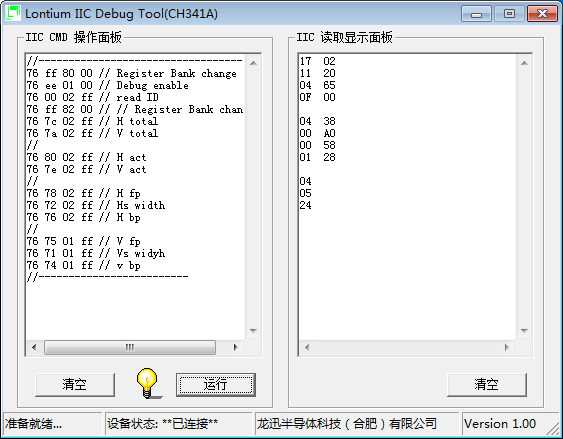 Lontium IIC Debug Tool(CH341A)
IIC CMD 操作面板
//----------------------------------
76 ff 80 00 // Register Bank change
76 ee 01 00 // Debug enable
76 00 02 ff // read ID
76 ff 82 00 // // Register Bank chan
76 7c 02 ff // H total
76 7a 02 ff // V total
//
76 80 02 ff // H act
76 7e 02 ff // V act
//
76 78 02 ff // H fp
76 72 02 ff // Hs width
76 76 02 ff // H bp
//
76 75 01 ff // V fp
76 71 01 ff // Vs widyh
76 74 01 ff // v bp
//-------------------------
清空
运行
IIC 读取显示面板
17 02
11 20
04 65
0F 00
04 38
00 A0
00 58
01 28
04
05
24
清空
准备就绪...
设备状态: **已连接**
龙迅半导体科技（合肥）有限公司
Version 1.00